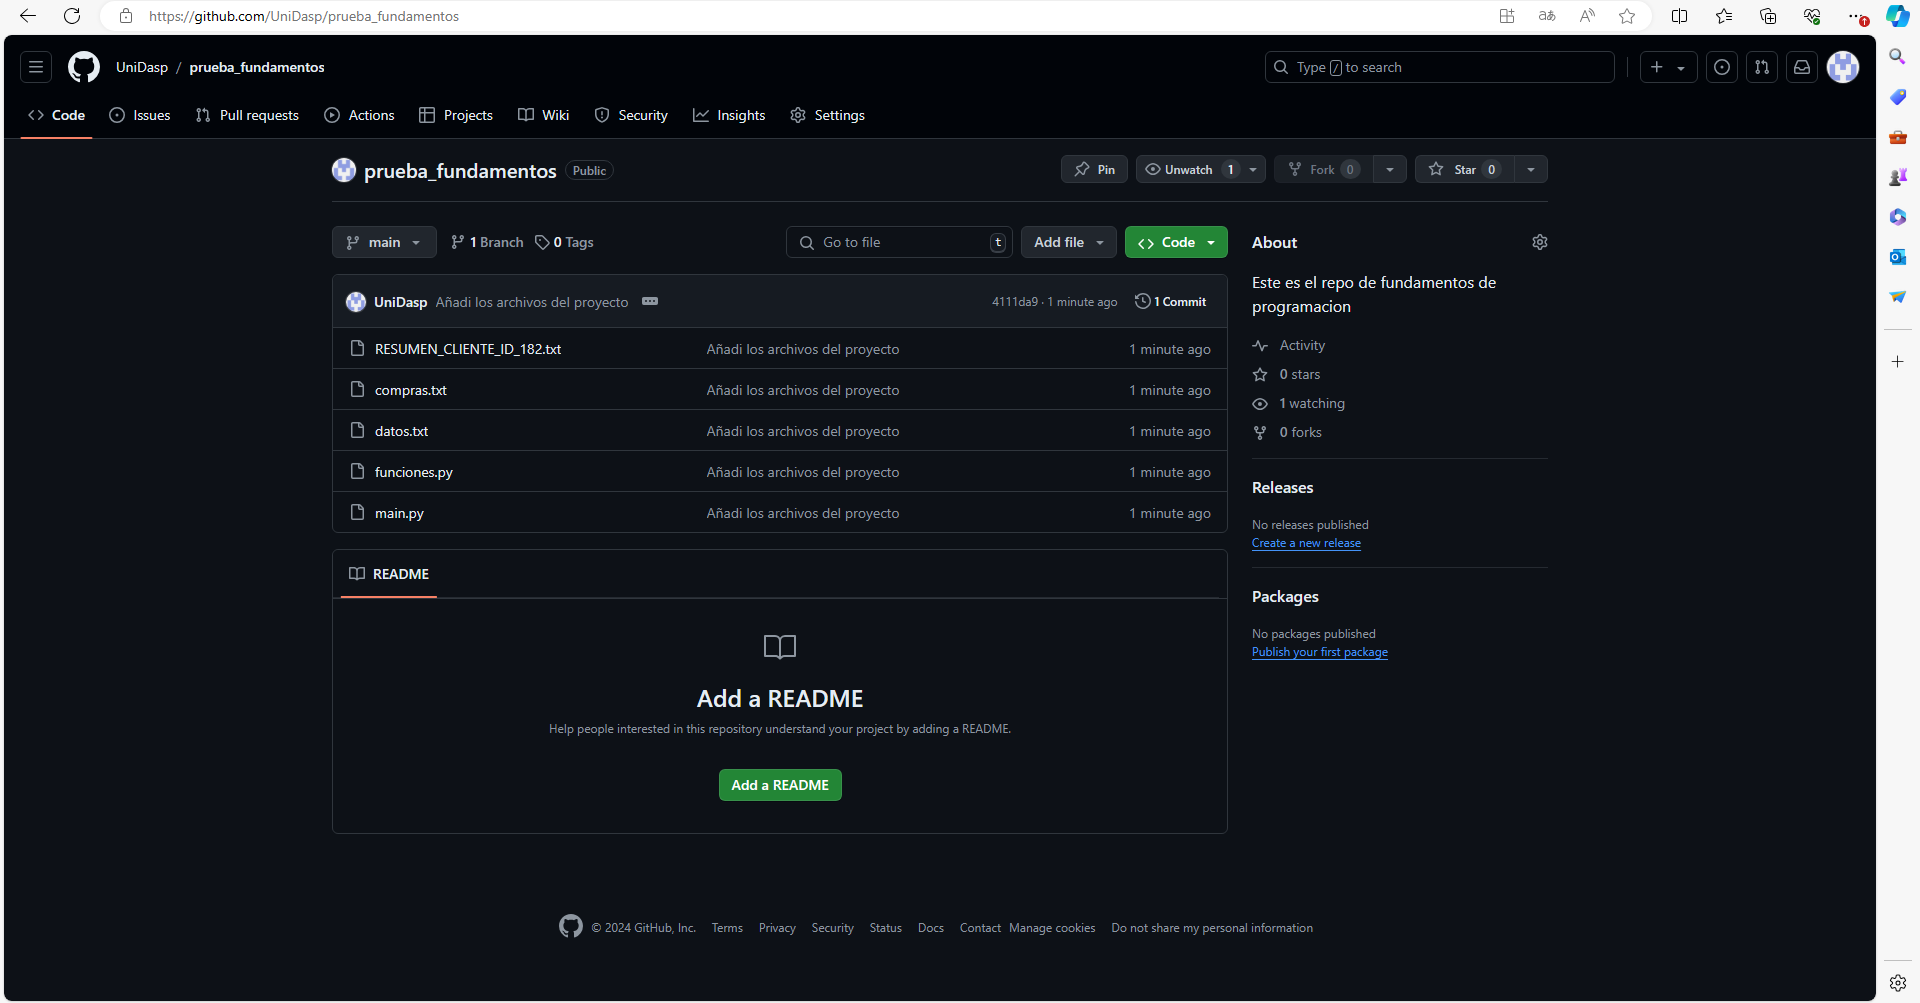 https://github.com/UniDasp/prueba_fundamentos
UniDasp / prueba_fundamentos
Type / to search
Code Issues Pull requests Actions Projects Wiki Security Insights Settings
prueba_fundamentos Public
Pin Unwatch 1 Fork 0 Star 0
main 1 Branch 0 Tags Go to file t Add file Code
UniDasp Añadi los archivos del proyecto 4111da9 · 1 minute ago 1 Commit
RESUMEN_CLIENTE_ID_182.txt Añadi los archivos del proyecto 1 minute ago
compras.txt Añadi los archivos del proyecto 1 minute ago
datos.txt Añadi los archivos del proyecto 1 minute ago
funciones.py Añadi los archivos del proyecto 1 minute ago
main.py Añadi los archivos del proyecto 1 minute ago
README
Add a README
Help people interested in this repository understand your project by adding a README.
Add a README
About
Este es el repo de fundamentos de
programacion
Activity
0 stars
1 watching
0 forks
Releases
No releases published
Create a new release
Packages
No packages published
Publish your first package
© 2024 GitHub, Inc. Terms Privacy Security Status Docs Contact Manage cookies Do not share my personal information